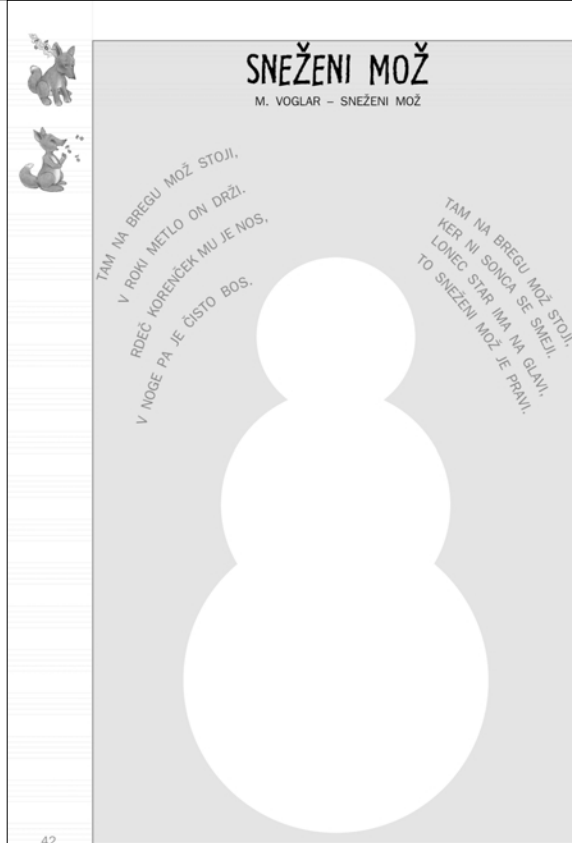 SNEŽENI MOŽ
M. VOGLAR – SNEŽENI MOŽ
TAM NA BREGU MOŽ STOJI,
V ROKI METLO ON DRŽI.
RDEČ KORENČEK MU JE NOS,
V NOGE PA JE ČISTO BOS.
TAM NA BREGU MOŽ STOJI,
KER NI SONCA SE SMEJI.
LONEC STAR IMA NA GLAVI,
TO SNEŽENI MOŽ JE PRAVI.
42